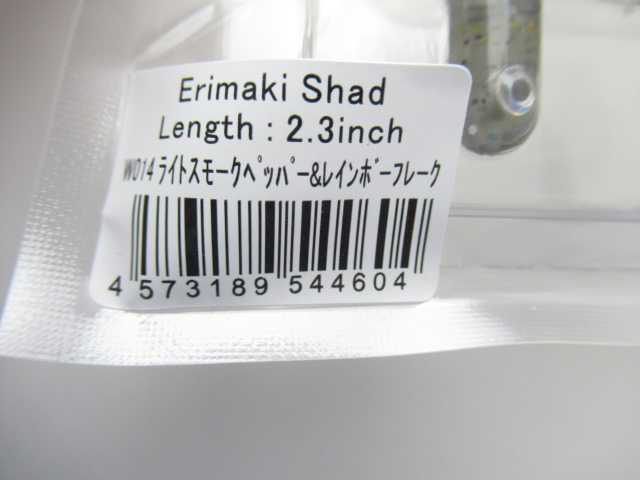 Erimaki Shad
Length : 2.3inch
W014 ﾗｲﾄｽﾓｰｸﾍﾟｯﾊﾟｰ&ﾚｲﾝﾎﾞｰﾌﾚｰｸ
4 573189 544604